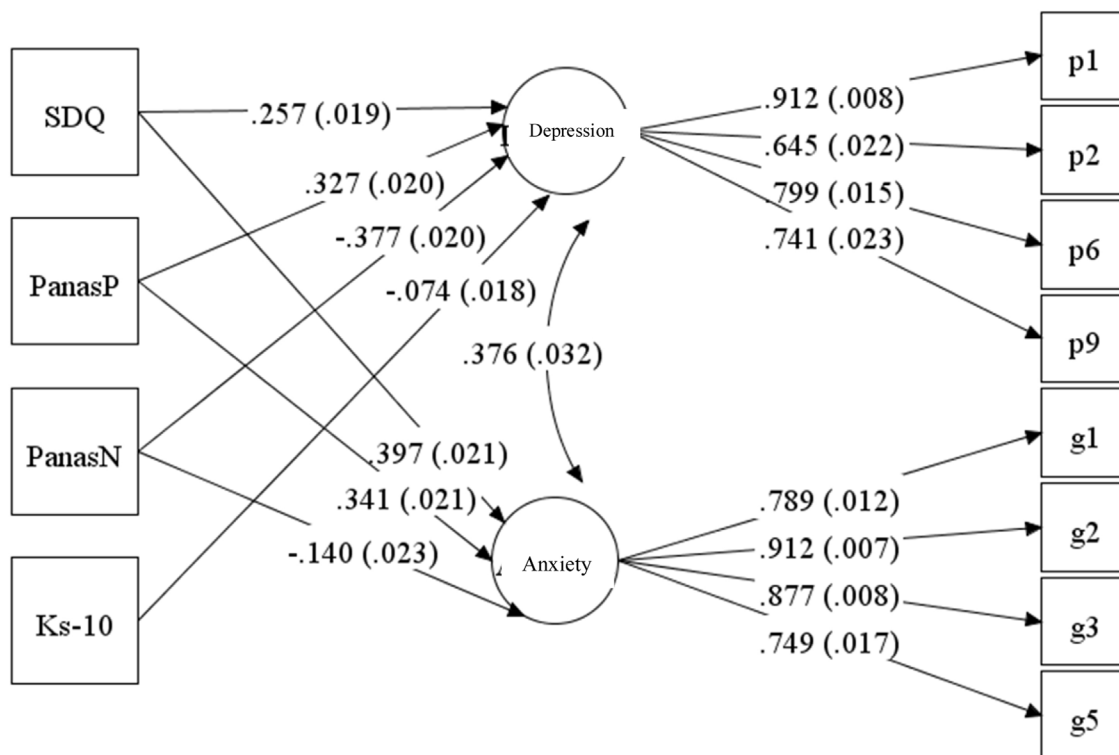 SDQ
PanasP
PanasN
Ks-10
.257 (.019)
.327 (.020)
-.377 (.020)
-.074 (.018)
.376 (.032)
.397 (.021)
.341 (.021)
-.140 (.023)
Depression
Anxiety
.912 (.008)
.645 (.022)
.799 (.015)
.741 (.023)
.789 (.012)
.912 (.007)
.877 (.008)
.749 (.017)
p1
p2
p6
p9
g1
g2
g3
g5